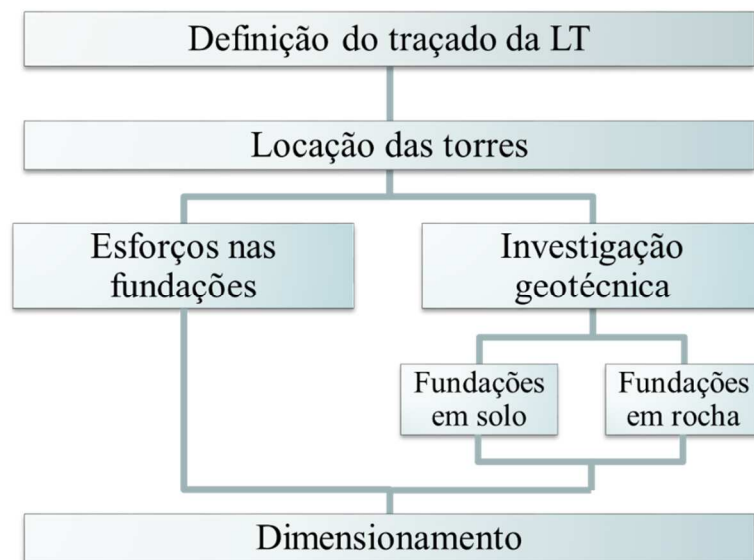 Definição do traçado da LT
Locação das torres
Esforços nas
fundações
Investigação
geotécnica
Fundações
em solo
Fundações
em rocha
Dimensionamento